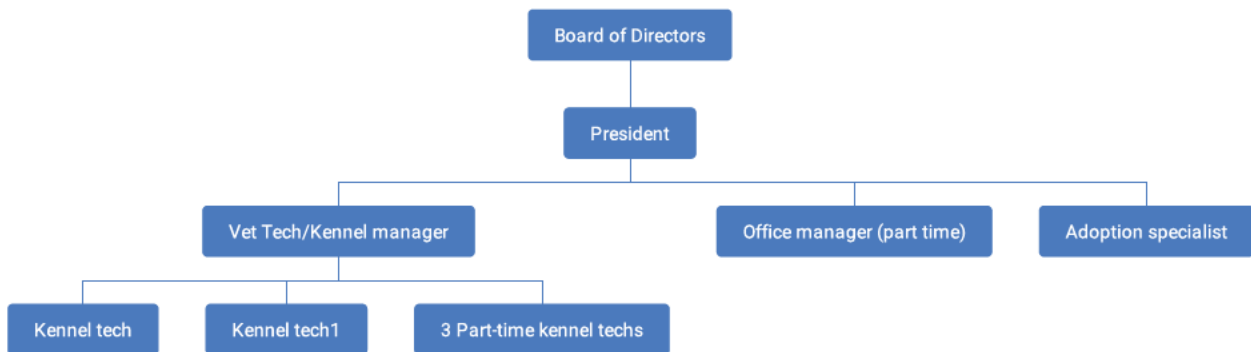 Board of Directors
President
Vet Tech/Kennel manager
Office manager (part time)
Adoption specialist
Kennel tech
Kennel tech1
3 Part-time kennel techs